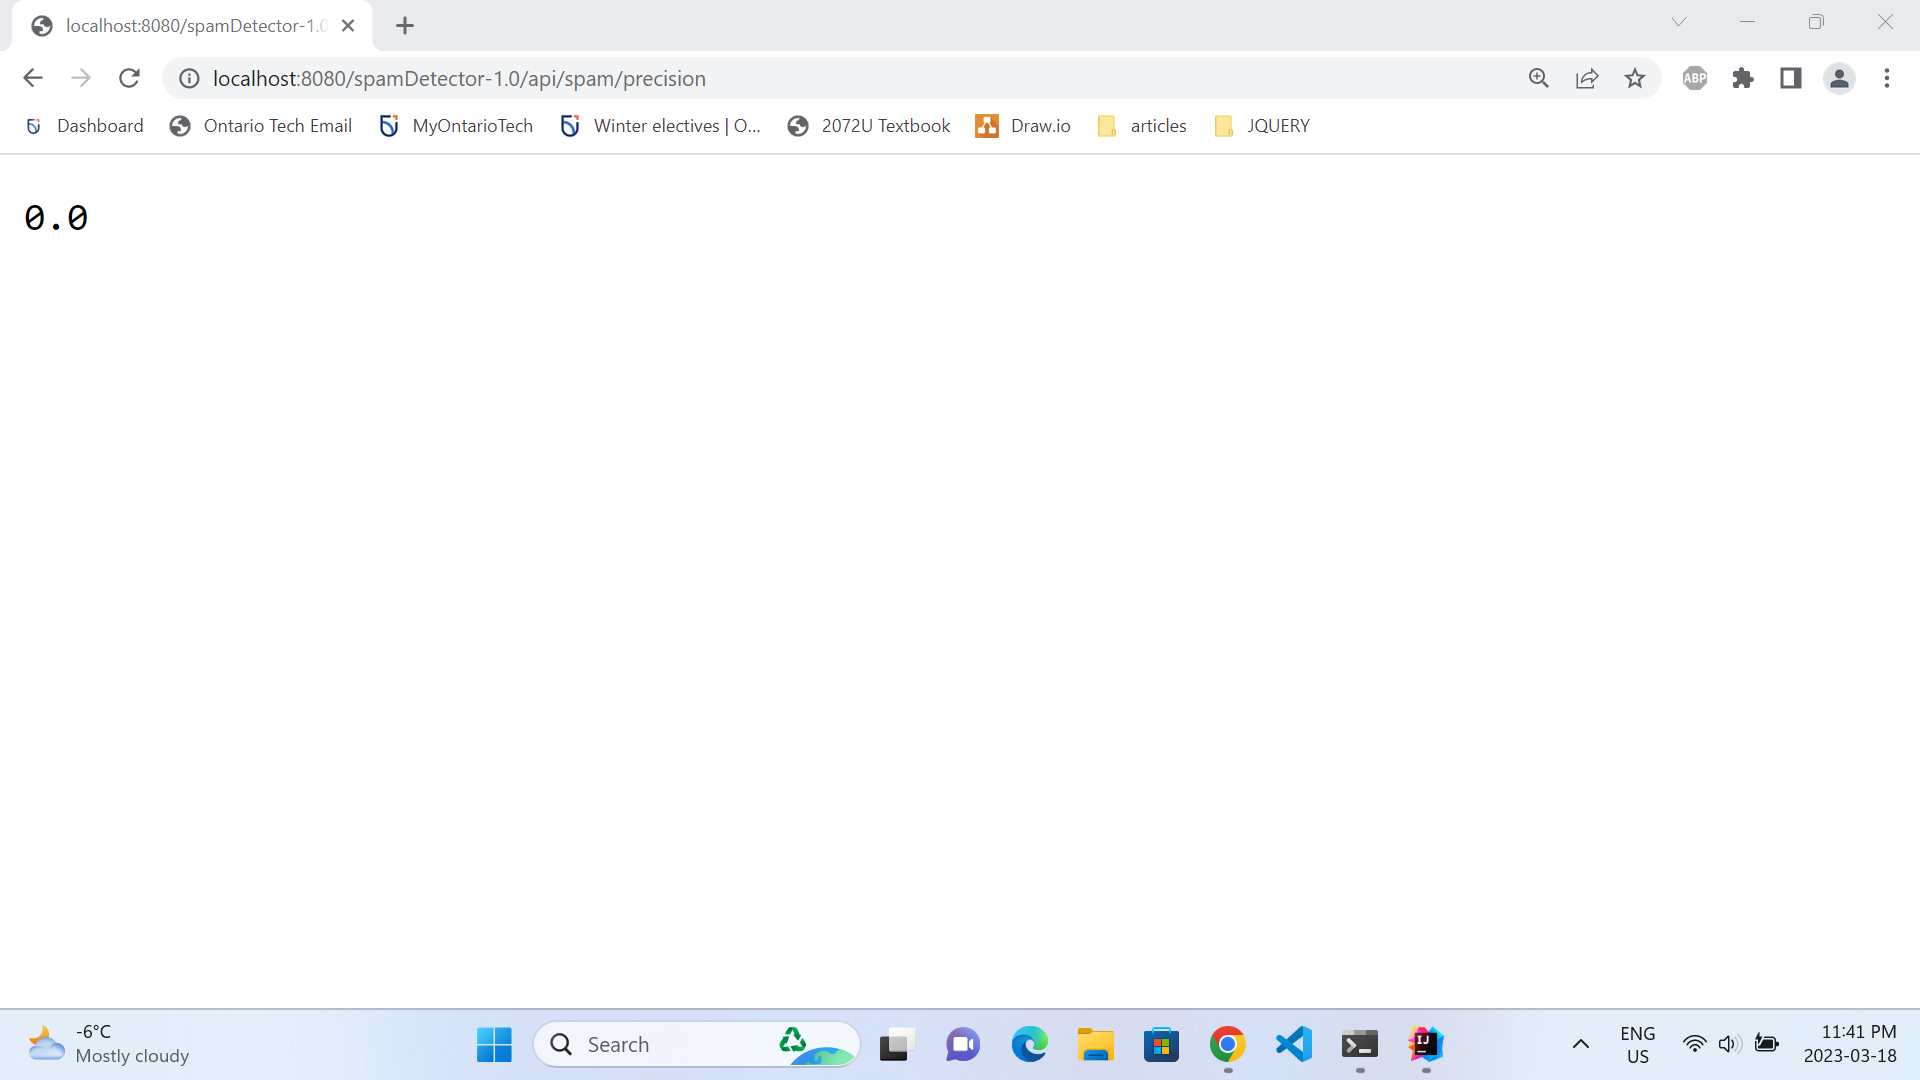 localhost:8080/spamDetector-1.0
localhost:8080/spamDetector-1.0/api/spam/precision
ABP
Dashboard
Ontario Tech Email
MyOntarioTech
Winter electives | O...
2072U Textbook
Draw.io
articles
JQUERY
0.0
-6°C
Mostly cloudy
Search
IJ
ENG
US
11:41 PM
2023-03-18